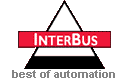 INTERBUS
best of automation